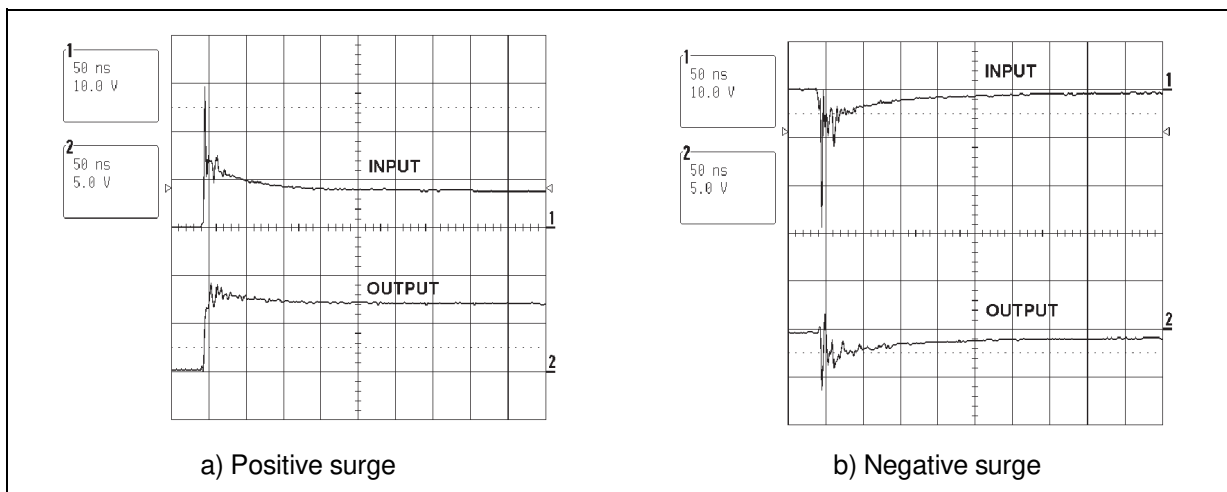 1
50 ns
10.0 V
2
50 ns
5.0 V
INPUT
1
OUTPUT
2
a) Positive surge
1
50 ns
10.0 V
2
50 ns
5.0 V
INPUT
1
OUTPUT
2
b) Negative surge